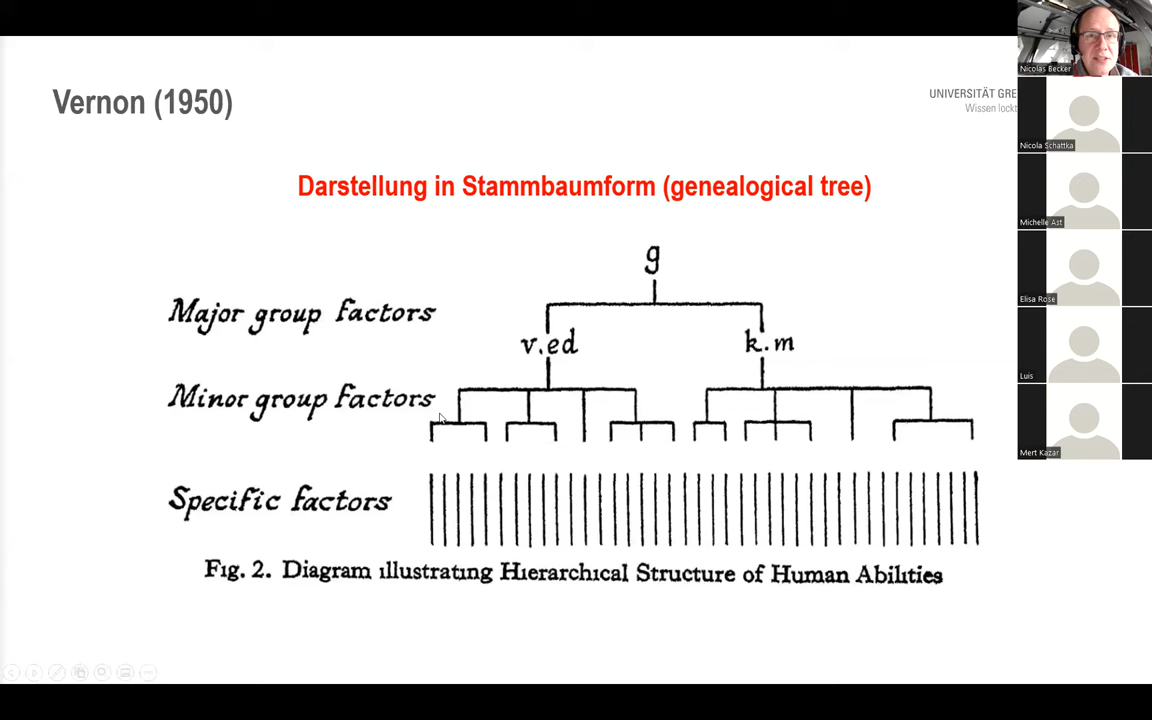 Vernon (1950)
UNIVERSITÄT GRE
Wissen lockt
Darstellung in Stammbaumform (genealogical tree)
g
Major group factors
v.ed k.m
Minor group factors
Specific factors
Fig. 2. Diagram illustrating Hierarchical Structure of Human Abilities
Nicolas Becker
Nicola Schattka
Michelle Ast
Elisa Rose
Luis
Mert Kazar